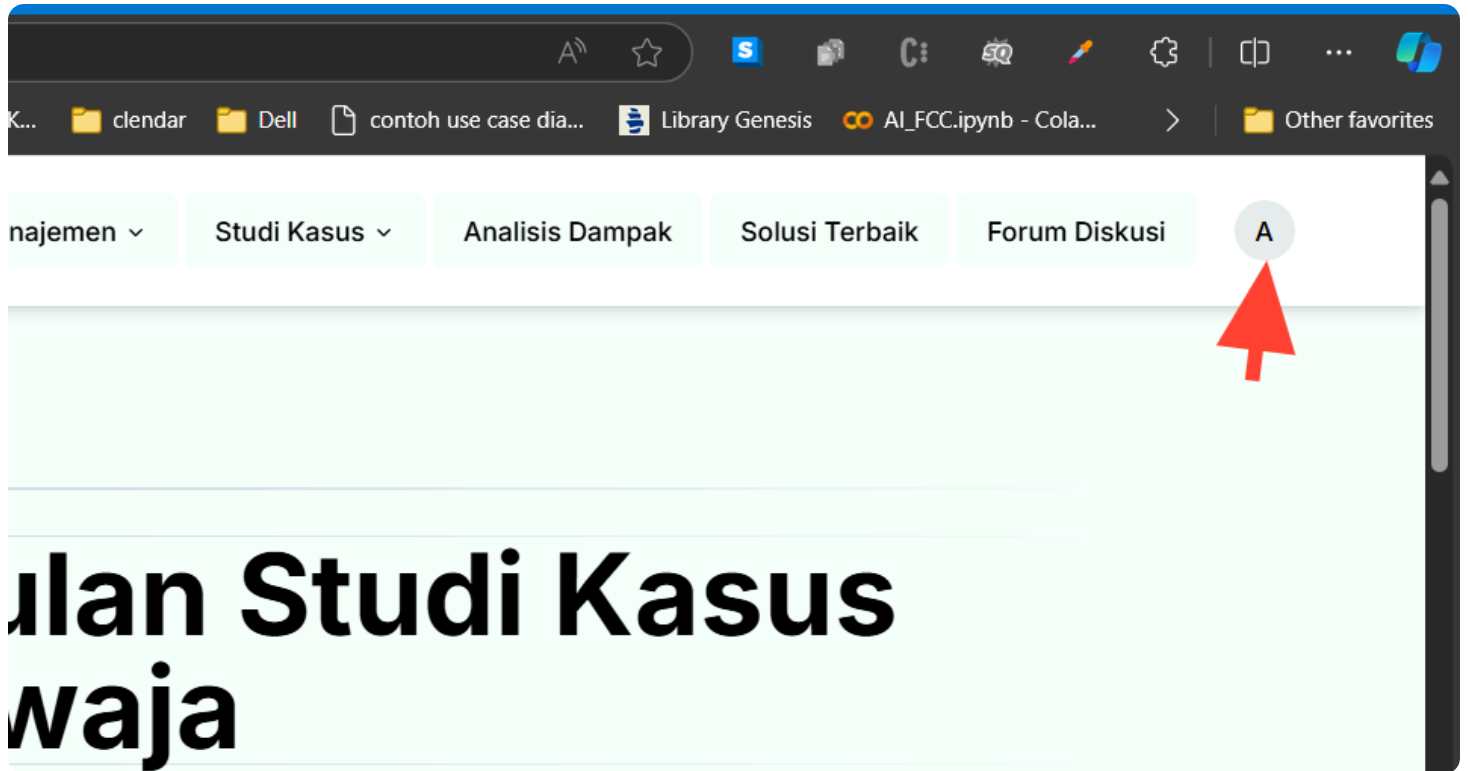 K... clendar Dell contoh use case dia... Library Genesis AI_FCC.ipynb - Cola... Other favorites
najemen Studi Kasus Analisis Dampak Solusi Terbaik Forum Diskusi A
ulan Studi Kasus
waja